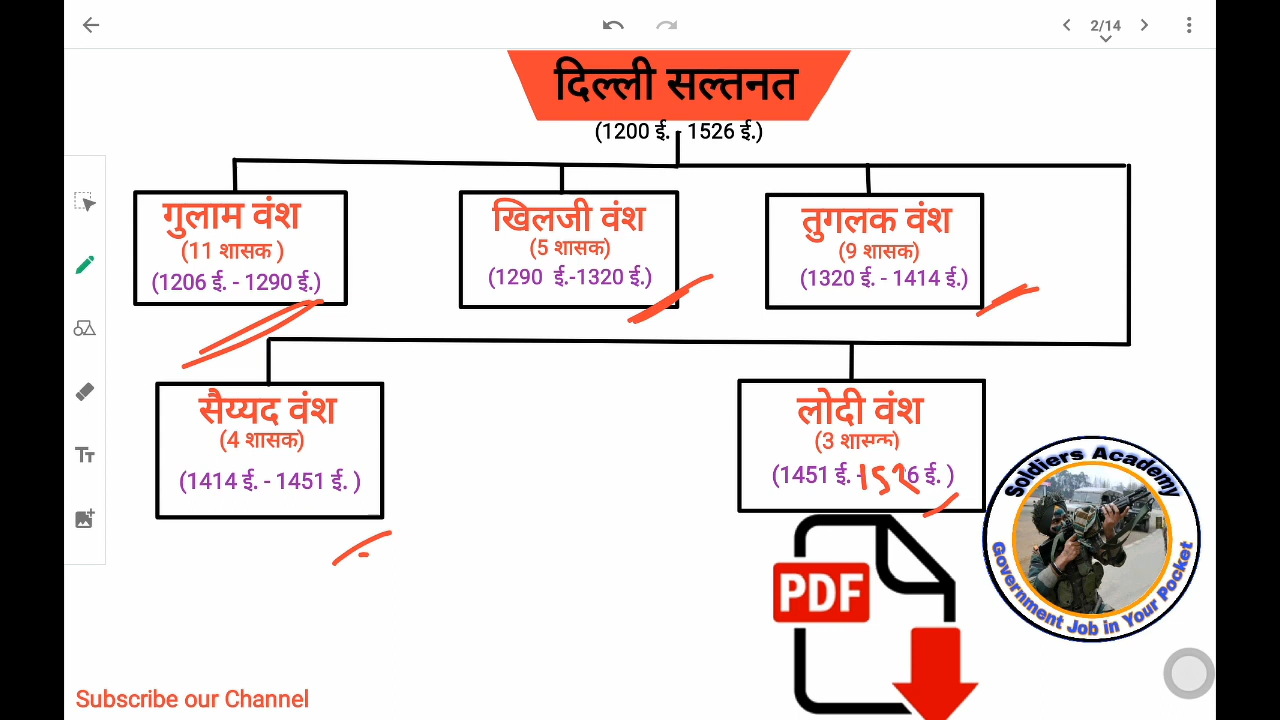 2/14
दिल्ली सल्तनत
(1200 ई. - 1526 ई.)
गुलाम वंश
(11 शासक )
(1206 ई. - 1290 ई.)
खिलजी वंश
(5 शासक)
(1290 ई.-1320 ई.)
तुगलक वंश
(9 शासक)
(1320 ई. - 1414 ई.)
सैय्यद वंश
(4 शासक)
(1414 ई. - 1451 ई. )
लोदी वंश
(3 शासक)
(1451 ई. - 1526 ई. )
Soldiers Academy
Government Job in Your Pocket
PDF
Tт
Subscribe our Channel